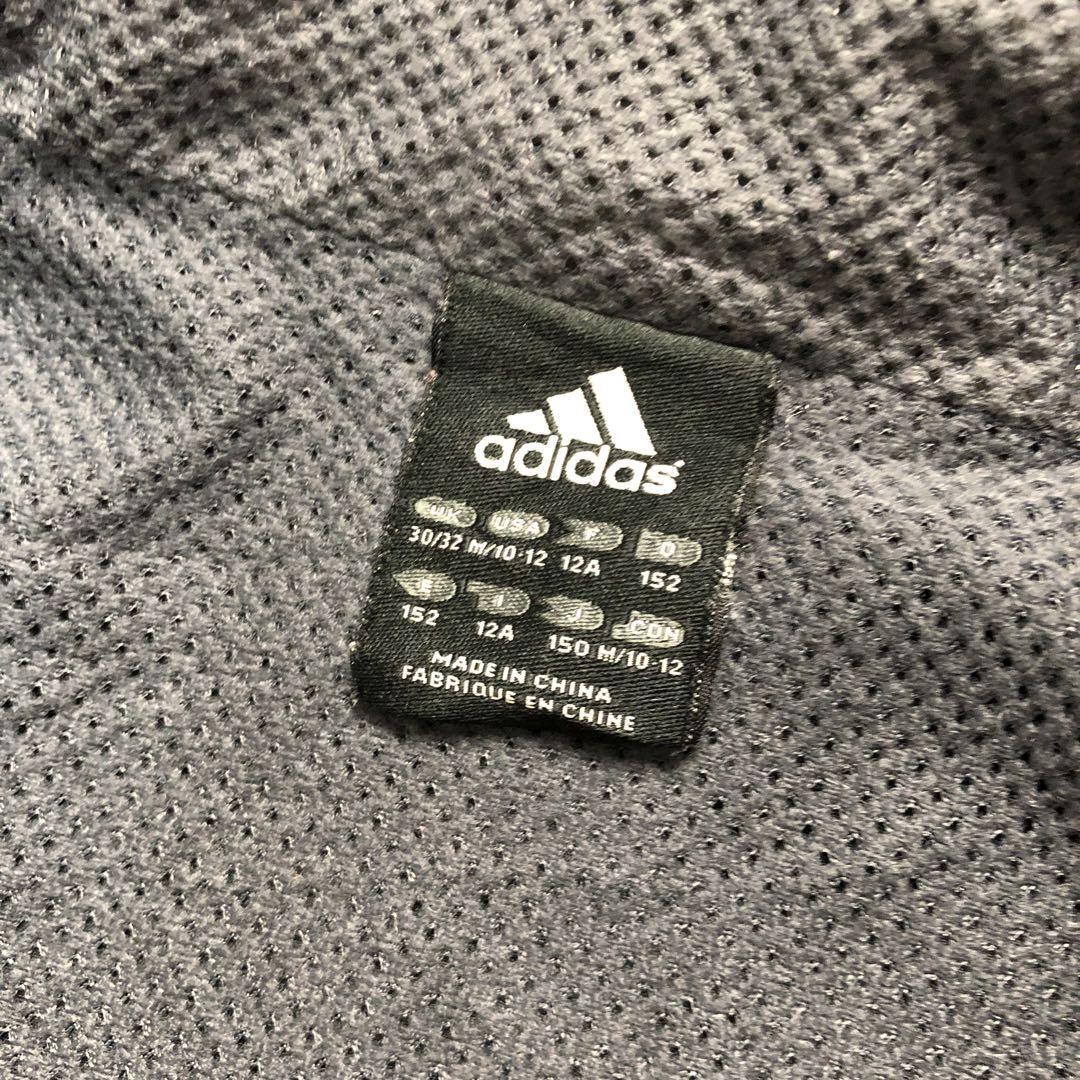 adidas
UK USA F D
30/32 M/10-12 12A 152
E I J CDN
152 12A 150 M/10-12
MADE IN CHINA
FABRIQUE EN CHINE